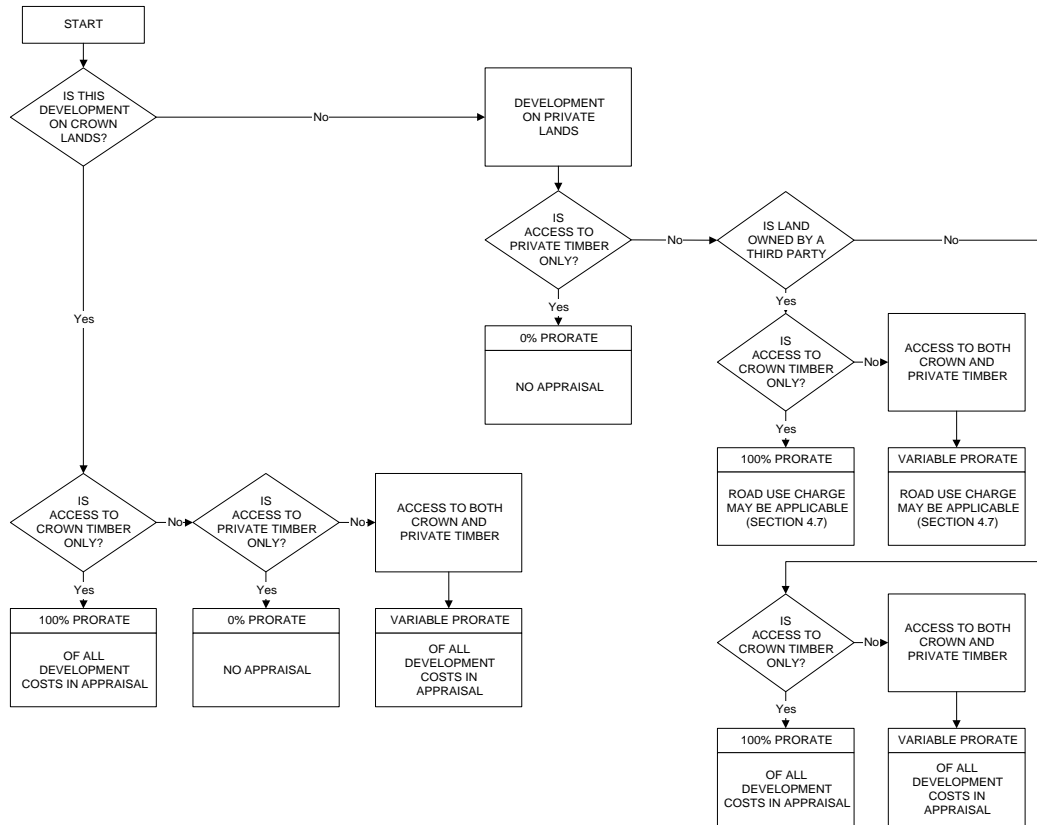 START
IS THIS
DEVELOPMENT
ON CROWN
LANDS?
No
DEVELOPMENT
ON PRIVATE
LANDS
IS
ACCESS TO
PRIVATE TIMBER
ONLY?
No
IS LAND
OWNED BY A
THIRD PARTY
No
Yes
Yes
Yes
0% PRORATE
NO APPRAISAL
IS
ACCESS TO
CROWN TIMBER
ONLY?
No
ACCESS TO BOTH
CROWN AND
PRIVATE TIMBER
Yes
100% PRORATE
ROAD USE CHARGE
MAY BE APPLICABLE
(SECTION 4.7)
VARIABLE PRORATE
ROAD USE CHARGE
MAY BE APPLICABLE
(SECTION 4.7)
IS
ACCESS TO
CROWN TIMBER
ONLY?
No
IS
ACCESS TO
PRIVATE TIMBER
ONLY?
No
ACCESS TO BOTH
CROWN AND
PRIVATE TIMBER
Yes
Yes
100% PRORATE
OF ALL
DEVELOPMENT
COSTS IN APPRAISAL
0% PRORATE
NO APPRAISAL
VARIABLE PRORATE
OF ALL
DEVELOPMENT
COSTS IN
APPRAISAL
IS
ACCESS TO
CROWN TIMBER
ONLY?
No
ACCESS TO BOTH
CROWN AND
PRIVATE TIMBER
Yes
100% PRORATE
OF ALL
DEVELOPMENT
COSTS IN APPRAISAL
VARIABLE PRORATE
OF ALL
DEVELOPMENT
COSTS IN
APPRAISAL